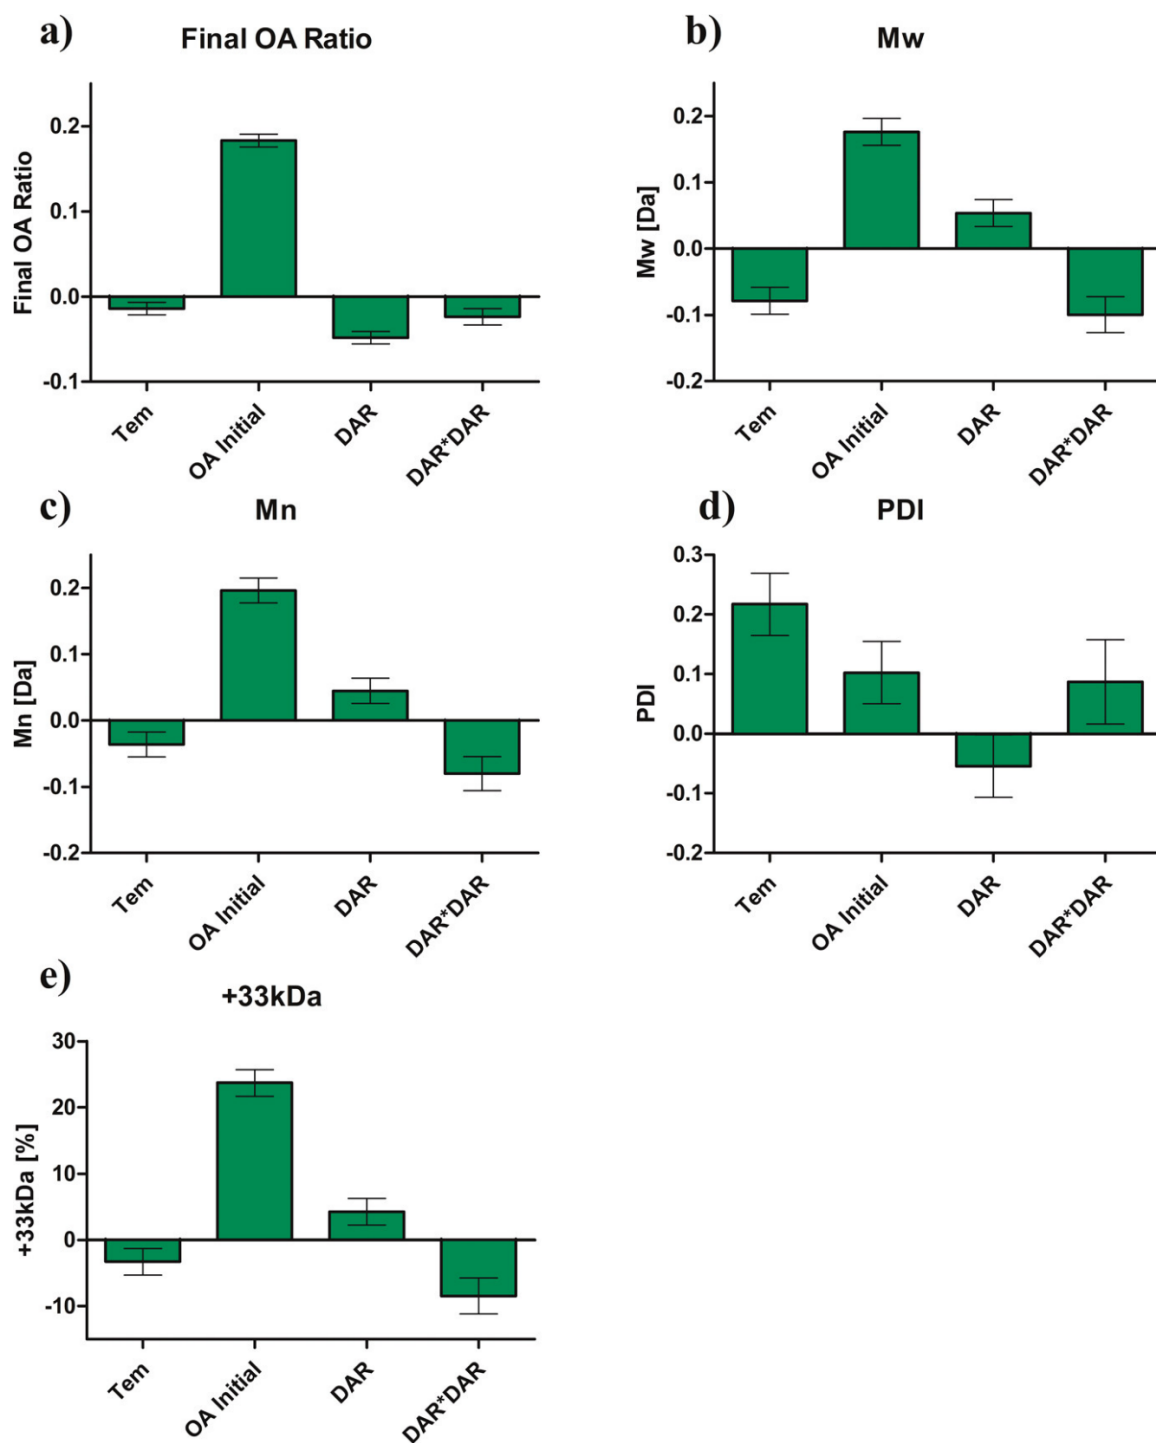 a)
Final OA Ratio
Final OA Ratio
0.2
0.1
0.0
-0.1
Tem
OA Initial
DAR
DAR*DAR
b)
Mw
Mw [Da]
0.2
0.1
0.0
-0.1
-0.2
Tem
OA Initial
DAR
DAR*DAR
c)
Mn
Mn [Da]
0.2
0.1
0.0
-0.1
-0.2
Tem
OA Initial
DAR
DAR*DAR
d)
PDI
PDI
0.3
0.2
0.1
0.0
-0.1
-0.2
Tem
OA Initial
DAR
DAR*DAR
e)
+33kDa
+33kDa [%]
30
20
10
0
-10
Tem
OA Initial
DAR
DAR*DAR